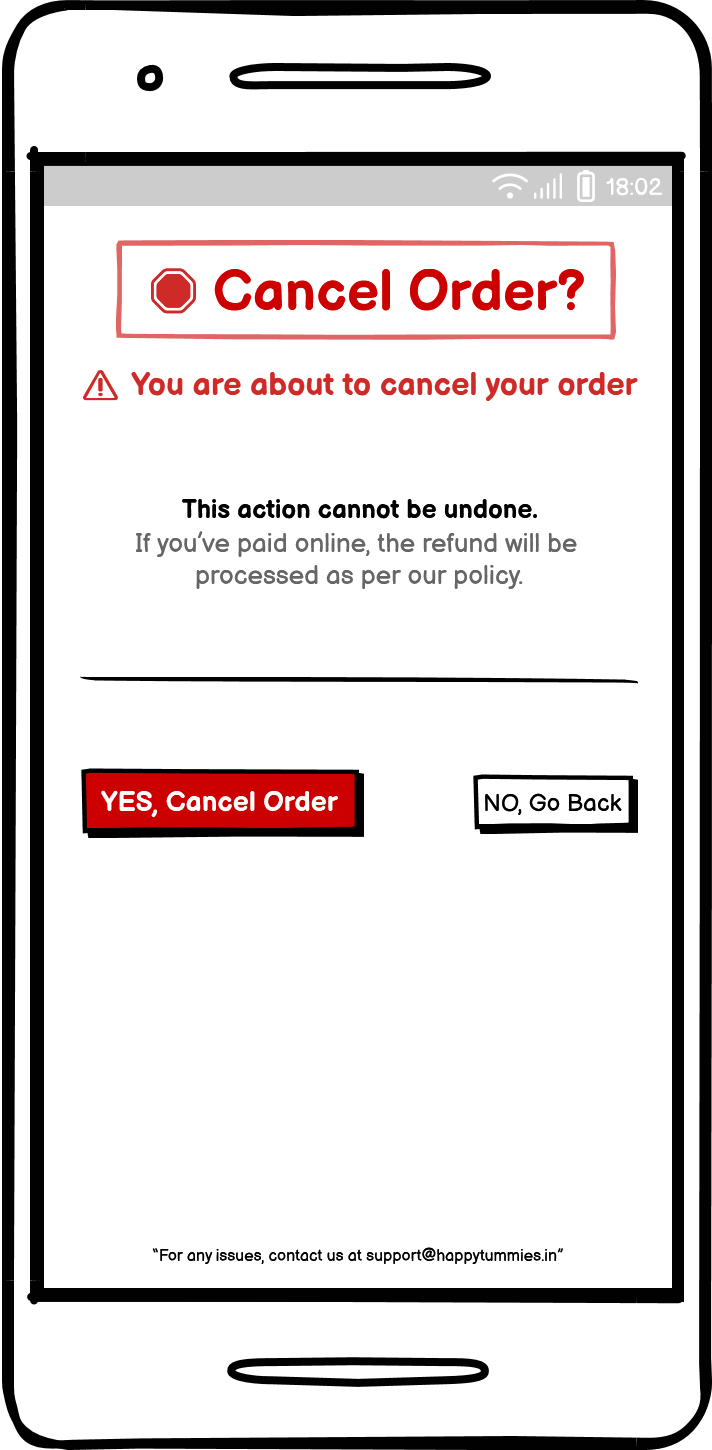 18:02
Cancel Order?
You are about to cancel your order
This action cannot be undone.
If you've paid online, the refund will be
processed as per our policy.
YES, Cancel Order
NO, Go Back
“For any issues, contact us at support@happytummies.in”